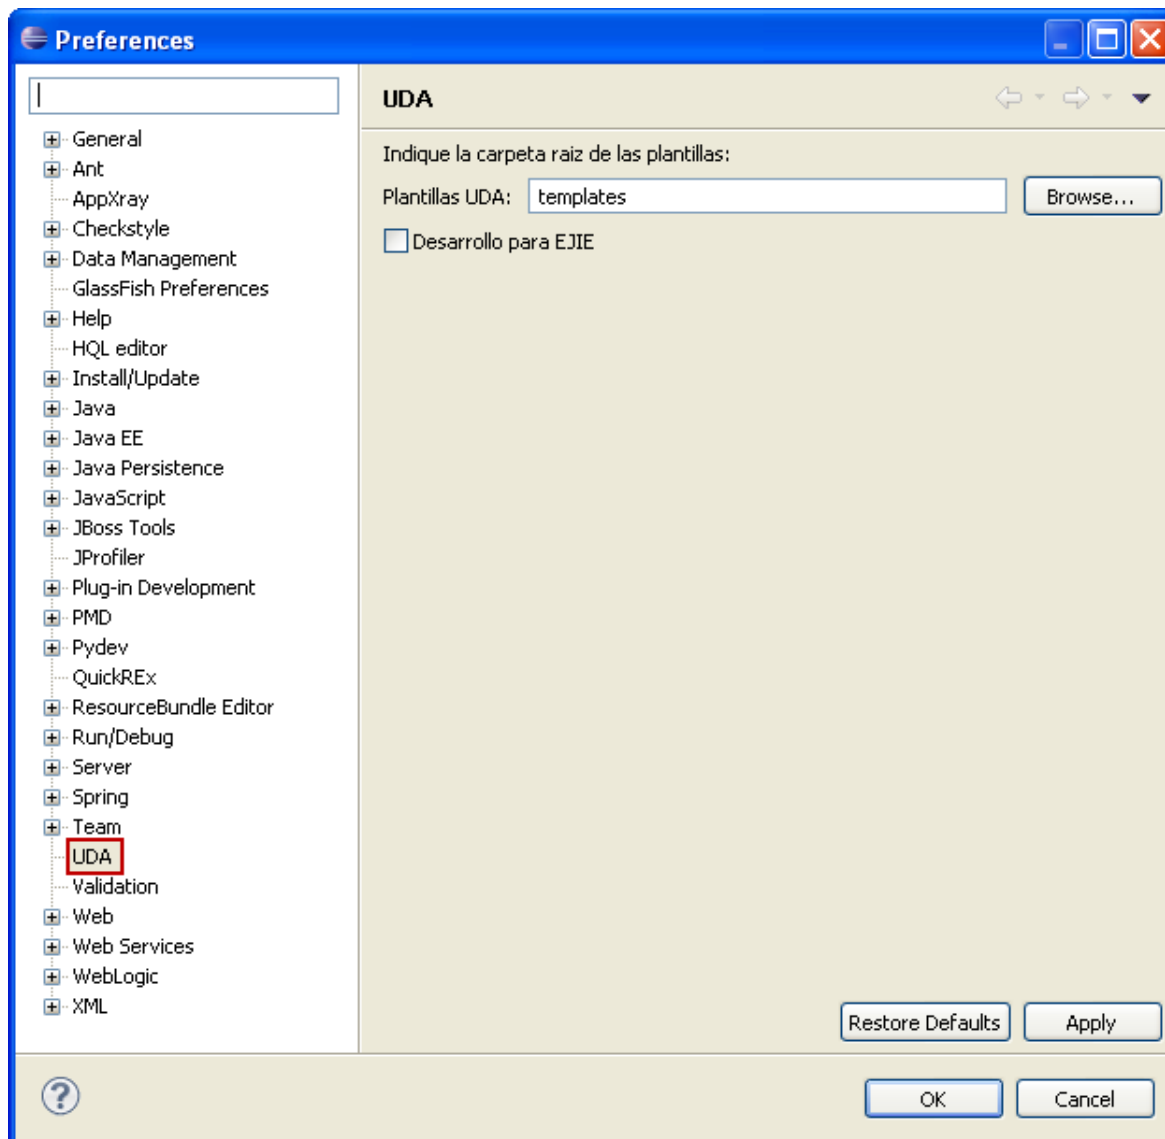 Preferences
General
Ant
AppXray
Checkstyle
Data Management
GlassFish Preferences
Help
HQL editor
Install/Update
Java
Java EE
Java Persistence
JavaScript
JBoss Tools
JProfiler
Plug-in Development
PMD
Pydev
QuickREx
ResourceBundle Editor
Run/Debug
Server
Spring
Team
UDA
Validation
Web
Web Services
WebLogic
XML
UDA
Indique la carpeta raiz de las plantillas:
Plantillas UDA: templates Browse...
Desarrollo para EJIE
Restore Defaults Apply
? OK Cancel